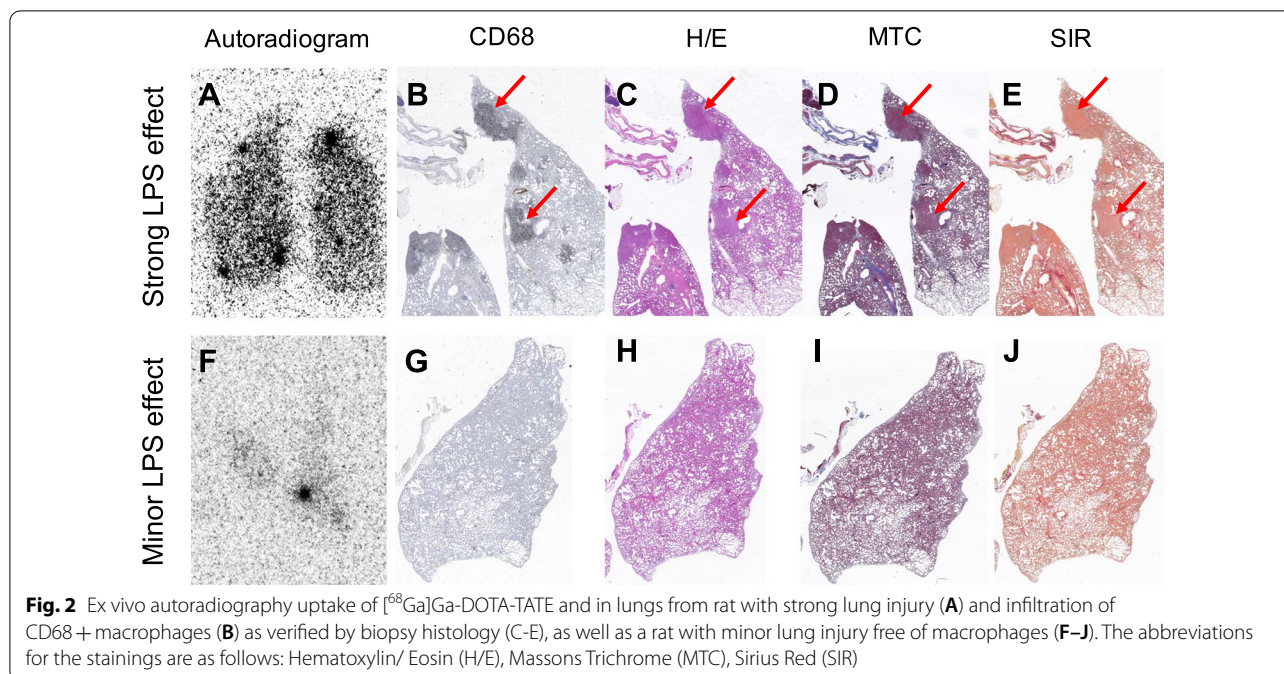 Autoradiogram CD68 H/E MTC SIR
Strong LPS effect
A B C D E
Minor LPS effect
F G H I J
Fig. 2 Ex vivo autoradiography uptake of [⁶⁸Ga]Ga-DOTA-TATE and in lungs from rat with strong lung injury (A) and infiltration of
CD68 + macrophages (B) as verified by biopsy histology (C-E), as well as a rat with minor lung injury free of macrophages (F–J). The abbreviations
for the stainings are as follows: Hematoxylin/ Eosin (H/E), Massons Trichrome (MTC), Sirius Red (SIR)